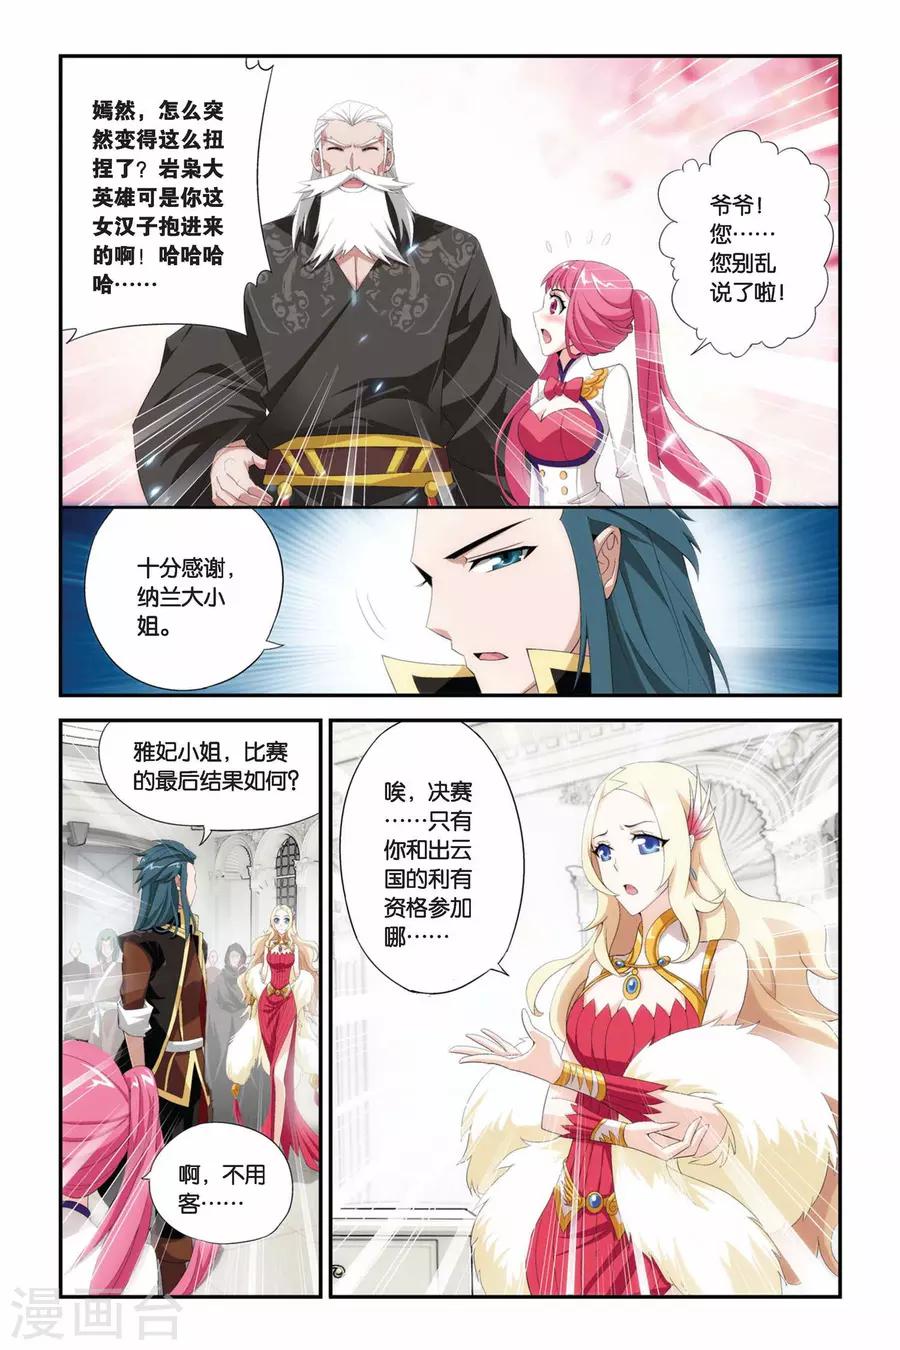 嫣然，怎么突
然变得这么扭
捏了？岩枭大
英雄可是你这
女汉子抱进来
的啊！哈哈哈
哈……
爷爷！
您……
您别乱
说了啦！
十分感谢，
纳兰大小
姐。
雅妃小姐，比赛
的最后结果如何？
啊，不用
客……
唉，决赛
……只有
你和出云
国的利有
资格参加
哪……
漫画台